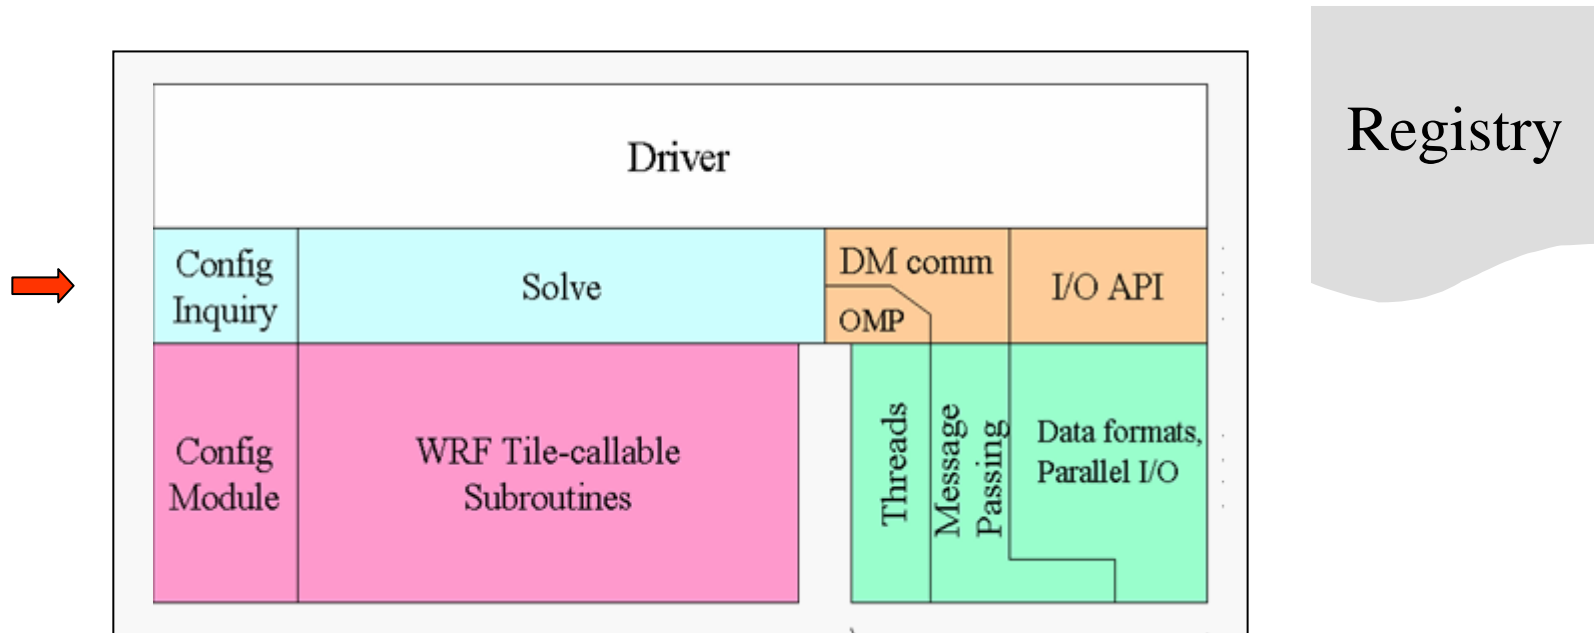 Registry
Driver
Config
Inquiry
Solve
DM comm
OMP
I/O API
Config
Module
WRF Tile-callable
Subroutines
Threads
Message
Passing
Data formats,
Parallel I/O